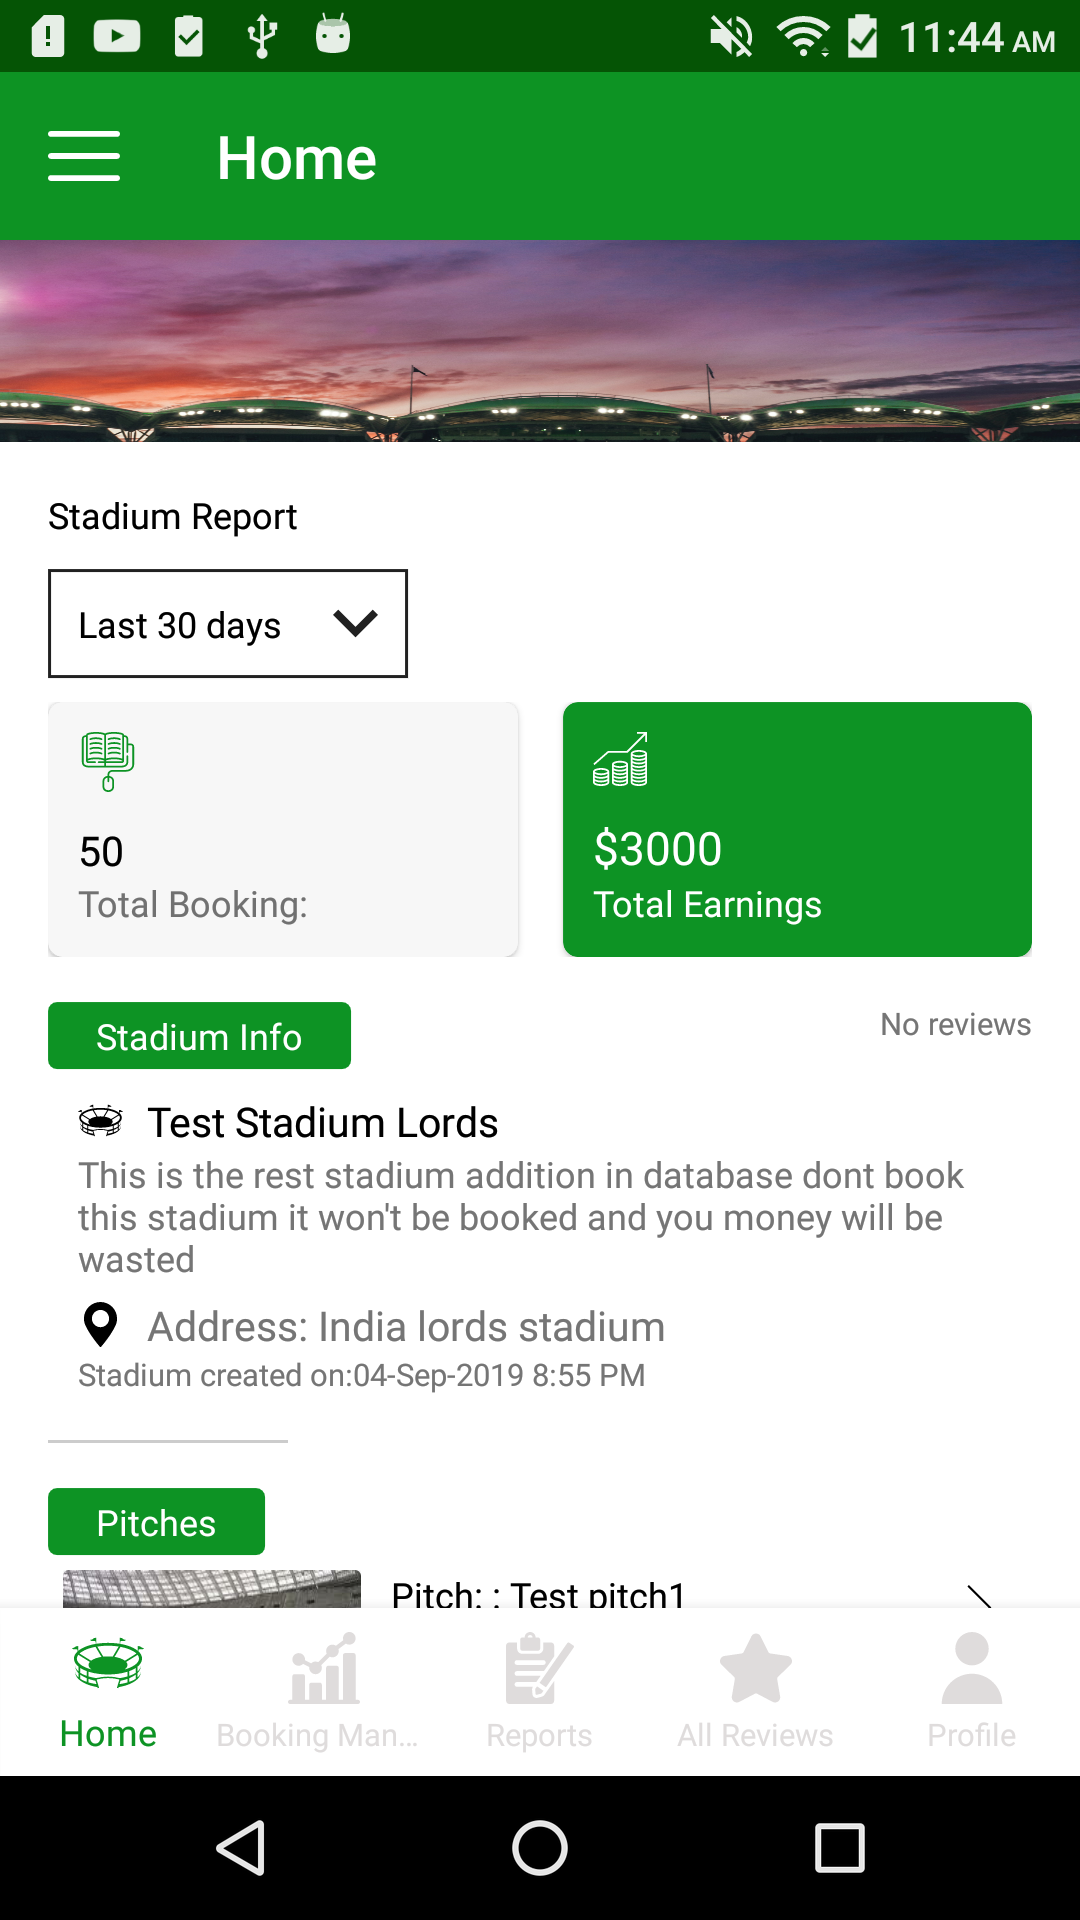 11:44 AM
Home
Stadium Report
Last 30 days
50
Total Booking:
$3000
Total Earnings
Stadium Info
No reviews
Test Stadium Lords
This is the rest stadium addition in database dont book
this stadium it won't be booked and you money will be
wasted
Address: India lords stadium
Stadium created on:04-Sep-2019 8:55 PM
Pitches
Pitch: : Test pitch1
Home
Booking Man...
Reports
All Reviews
Profile